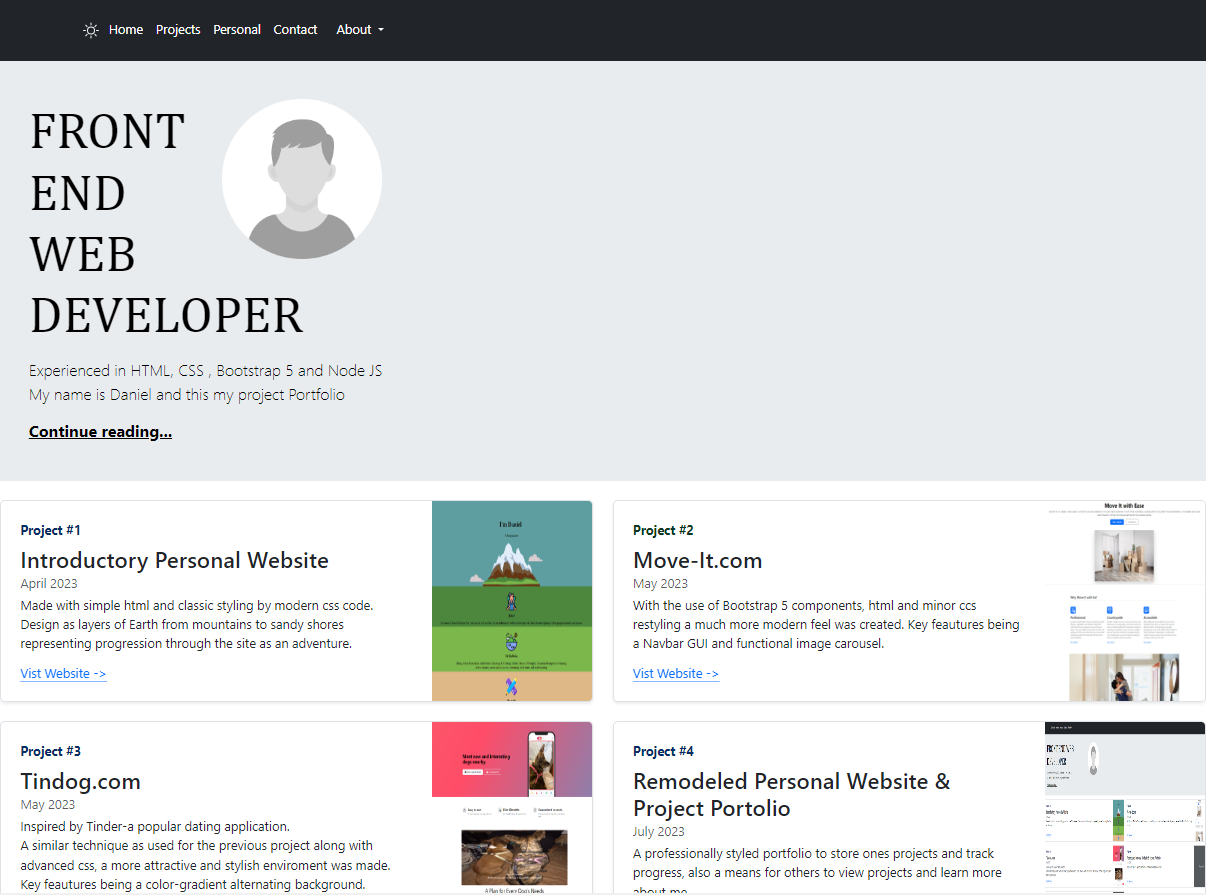 Home Projects Personal Contact About
FRONT
END
WEB
DEVELOPER
Experienced in HTML, CSS , Bootstrap 5 and Node JS
My name is Daniel and this my project Portfolio
Continue reading...
Project #1
Introductory Personal Website
April 2023
Made with simple html and classic styling by modern css code.
Design as layers of Earth from mountains to sandy shores
representing progression through the site as an adventure.
Vist Website ->
I'm Daniel
Project #2
Move-It.com
May 2023
With the use of Bootstrap 5 components, html and minor ccs
restyling a much more modern feel was created. Key feautures being
a Navbar GUI and functional image carousel.
Vist Website ->
Move It with Ease
Why Move It with Us?
Project #3
Tindog.com
May 2023
Inspired by Tinder-a popular dating application.
A similar technique as used for the previous project along with
advanced css, a more attractive and stylish enviroment was made.
Key feautures being a color-gradient alternating background.
Meet new and interesting
dogs nearby.
A Plan for Every Dog's Needs
Project #4
Remodeled Personal Website &
Project Portolio
July 2023
A professionally styled portfolio to store ones projects and track
progress, also a means for others to view projects and learn more
about me